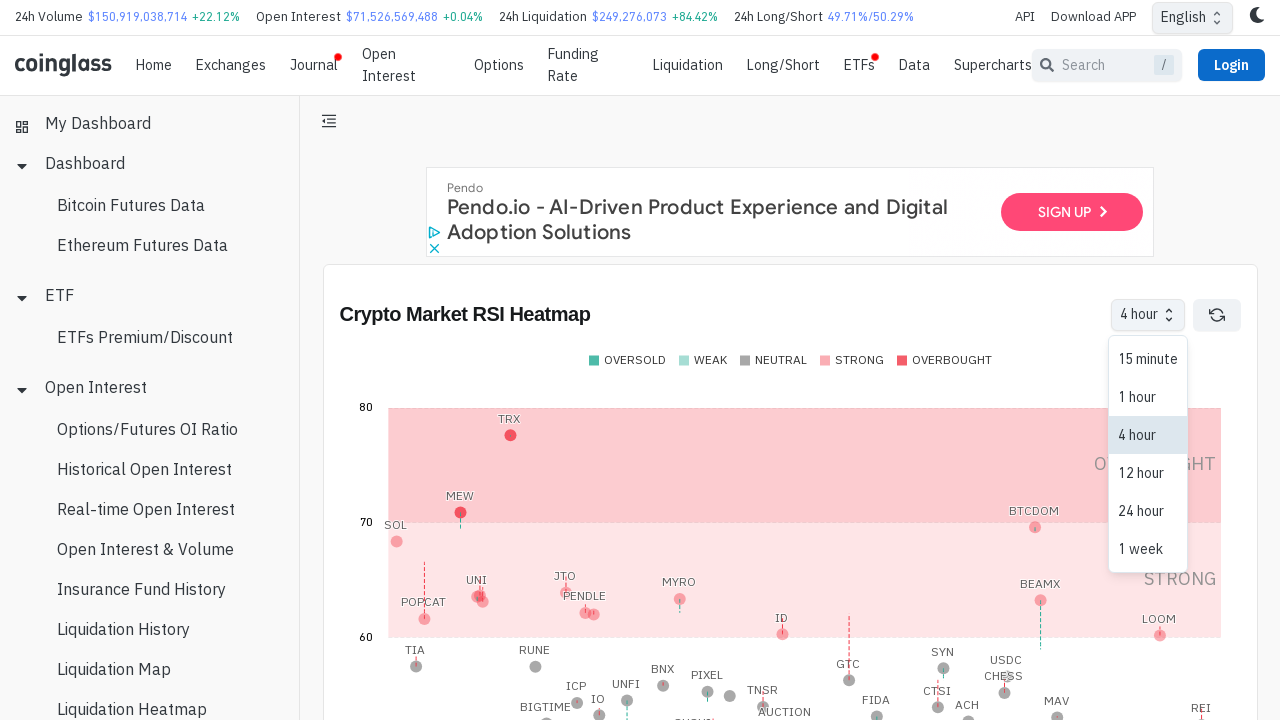 24h Volume $150,919,038,714 +22.12% Open Interest $71,526,569,488 +0.04% 24h Liquidation $249,276,073 +84.42% 24h Long/Short 49.71%/50.29% API Download APP English
coinglass Home Exchanges Journal Open Interest Options Funding Rate Liquidation Long/Short ETFs Data Supercharts Search / Login
My Dashboard
Dashboard
Bitcoin Futures Data
Ethereum Futures Data
ETF
ETFs Premium/Discount
Open Interest
Options/Futures OI Ratio
Historical Open Interest
Real-time Open Interest
Open Interest & Volume
Insurance Fund History
Liquidation History
Liquidation Map
Liquidation Heatmap
Pendo
Pendo.io - AI-Driven Product Experience and Digital
Adoption Solutions
SIGN UP
Crypto Market RSI Heatmap
4 hour
15 minute
1 hour
4 hour
12 hour
24 hour
1 week
OVERSOLD WEAK NEUTRAL STRONG OVERBOUGHT
80
TRX
MEW
BTCDOM
70
SOL
STRONG
UNI
JTO
MYRO
BEAMX
POPCAT
PENDLE
ID
LOOM
60
TIA
RUNE
SYN
USDC
GTC
BNX
PIXEL
CHESS
ICP
UNFI
TNSR
CTSI
IO
FIDA
MAV
BIGTIME
AUCTION
ACH
REI